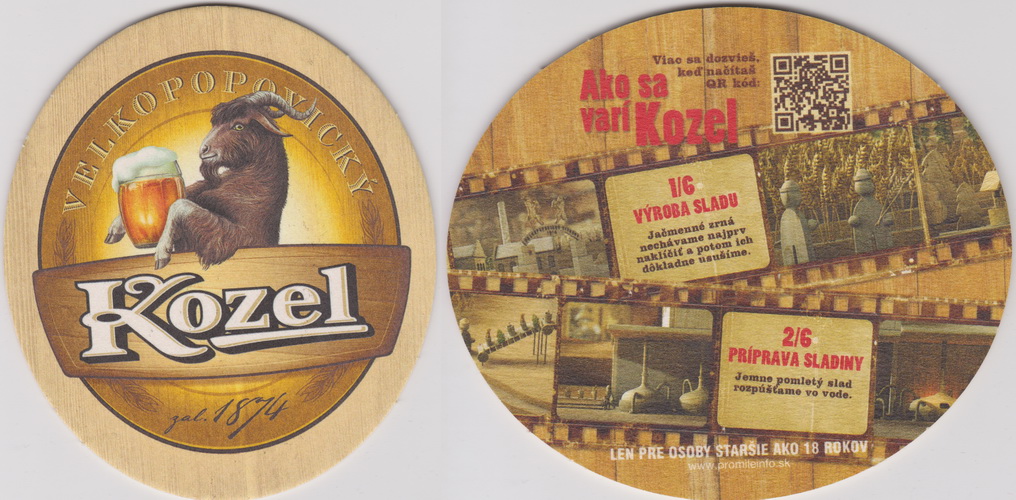 VELKOPOPOVICKÝ
Kozel
zal. 1874
Viac sa dozvieš,
keď načítaš
QR kód:
Ako sa
varí Kozel
1/6
VÝROBA SLADU
Jačmenné zrná
nechávame najprv
naklíčiť a potom ich
dôkladne usušíme.
2/6
PRÍPRAVA SLADINY
Jemne pomletý slad
rozpúšťame vo vode.
LEN PRE OSOBY STARŠIE AKO 18 ROKOV
www.promileinfo.sk